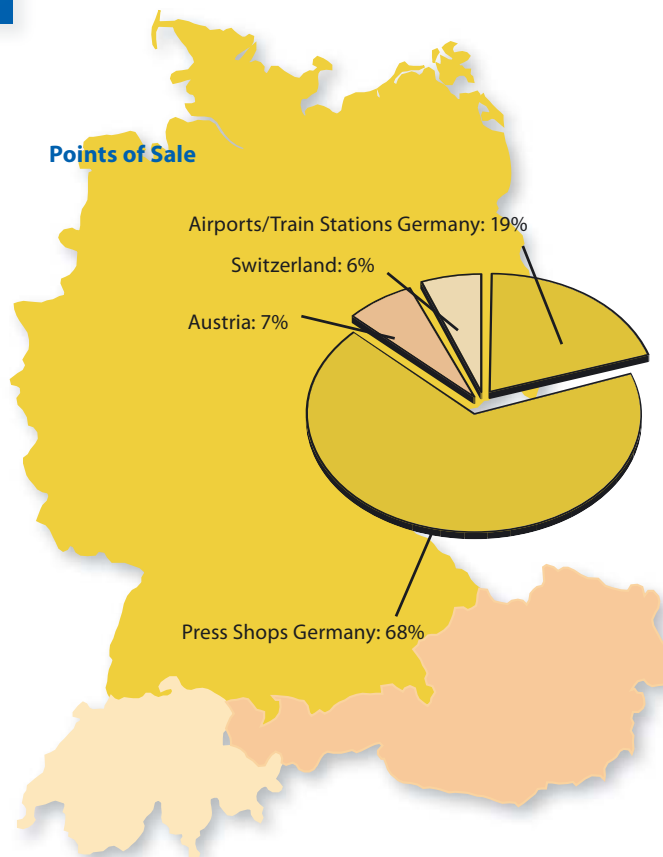 Points of Sale
Airports/Train Stations Germany: 19%
Switzerland: 6%
Austria: 7%
Press Shops Germany: 68%